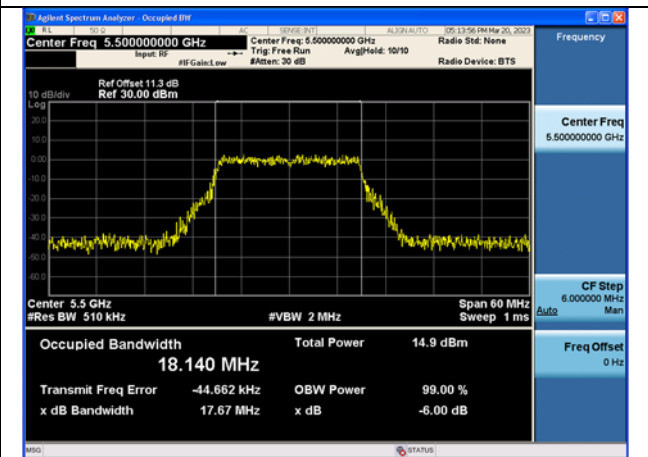 Agilent Spectrum Analyzer - Occupied BW
RL 50 Ω AC SENSE:INT ALIGN AUTO 05:13:56 PM Mar 20, 2023
Center Freq 5.500000000 GHz
Input: RF
#IFGain:Low
Center Freq: 5.500000000 GHz
Trig: Free Run Avg|Hold: 10/10
#Atten: 30 dB
Radio Std: None
Radio Device: BTS
Frequency
Ref Offset 11.3 dB
10 dB/div Ref 30.00 dBm
Log
20.0
10.0
0.00
-10.0
-20.0
-30.0
-40.0
-50.0
-60.0
Center Freq
5.500000000 GHz
Center 5.5 GHz Span 60 MHz
#Res BW 510 kHz #VBW 2 MHz Sweep 1 ms
CF Step
6.000000 MHz
Auto Man
Occupied Bandwidth Total Power 14.9 dBm
18.140 MHz
Transmit Freq Error -44.662 kHz OBW Power 99.00 %
x dB Bandwidth 17.67 MHz x dB -6.00 dB
Freq Offset
0 Hz
MSG STATUS